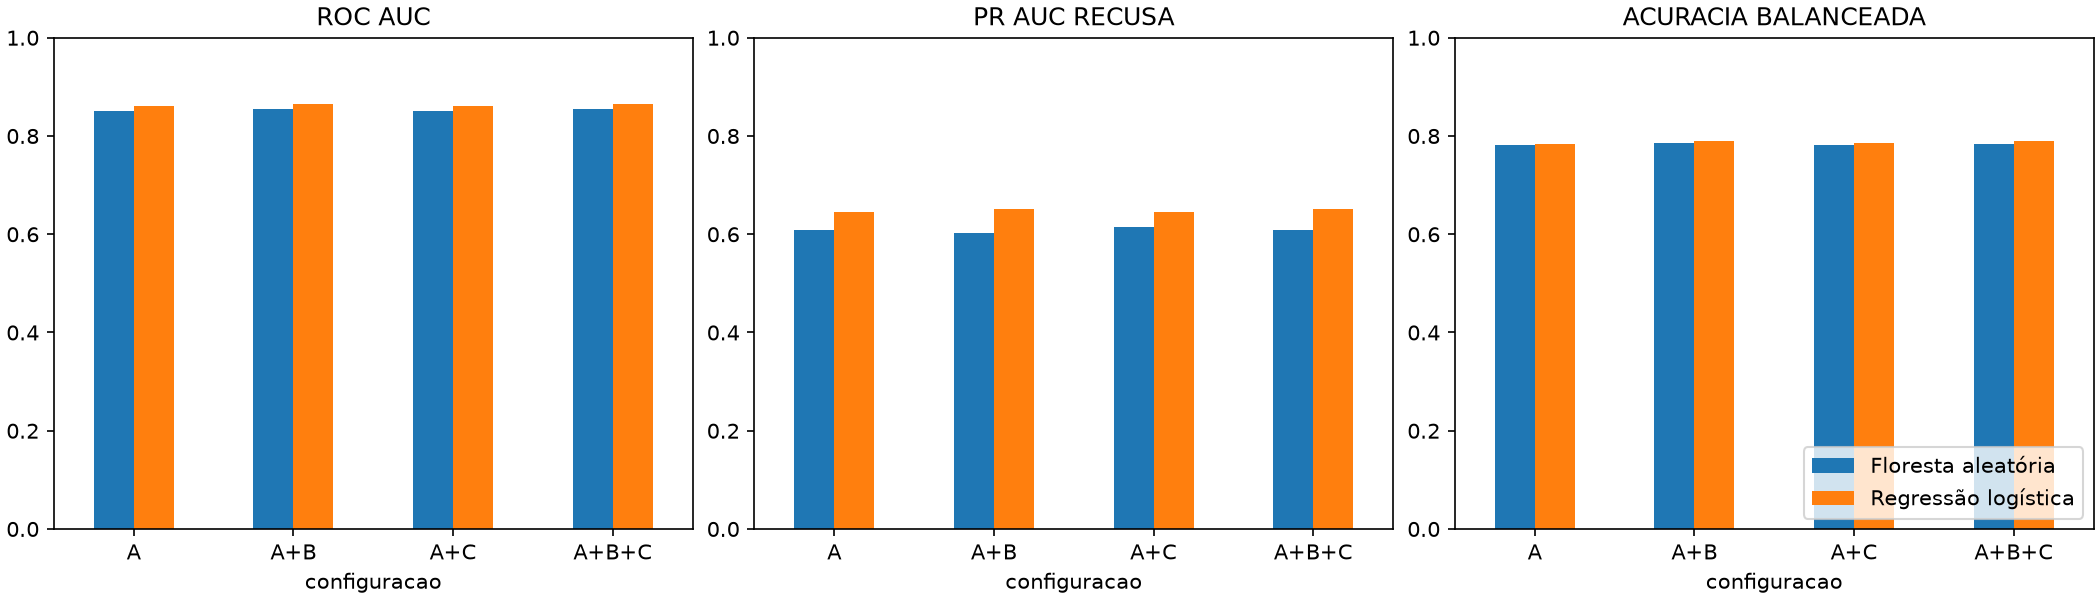 ROC AUC
1.0
0.8
0.6
0.4
0.2
0.0
A A+B A+C A+B+C
configuracao
PR AUC RECUSA
1.0
0.8
0.6
0.4
0.2
0.0
A A+B A+C A+B+C
configuracao
ACURACIA BALANCEADA
1.0
0.8
0.6
0.4
0.2
0.0
Floresta aleatória
Regressão logística
A A+B A+C A+B+C
configuracao